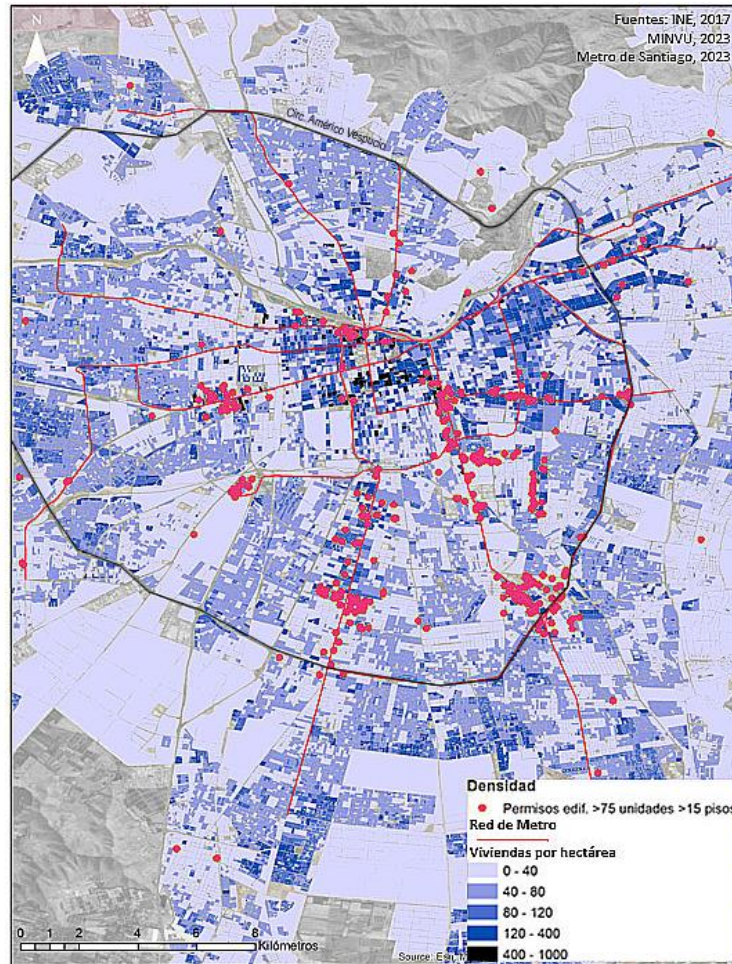 Fuentes: INE, 2017
MINVU, 2023
Metro de Santiago, 2023
N
Circ. Américo Vespucio
Densidad
Permisos edif. >75 unidades >15 pisos
Red de Metro
Viviendas por hectárea
0 - 40
40 - 80
80 - 120
120 - 400
400 - 1000
0 1 2 4 6 8
Kilómetros
Source: Esri,